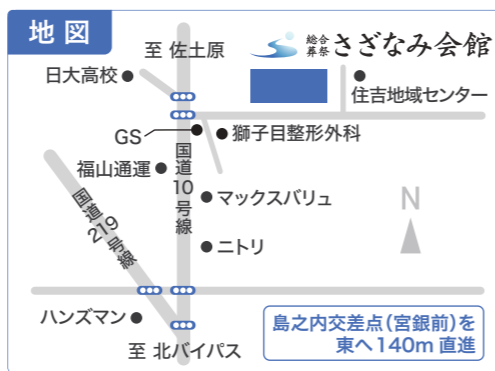 地図
至 佐土原
総合葬祭 さざなみ会館
日大高校
住吉地域センター
GS
獅子目整形外科
福山通運
国道10号線
マックスバリュ
国道219号線
N
ニトリ
ハンズマン
至 北バイパス
島之内交差点(宮銀前)を
東へ140m 直進